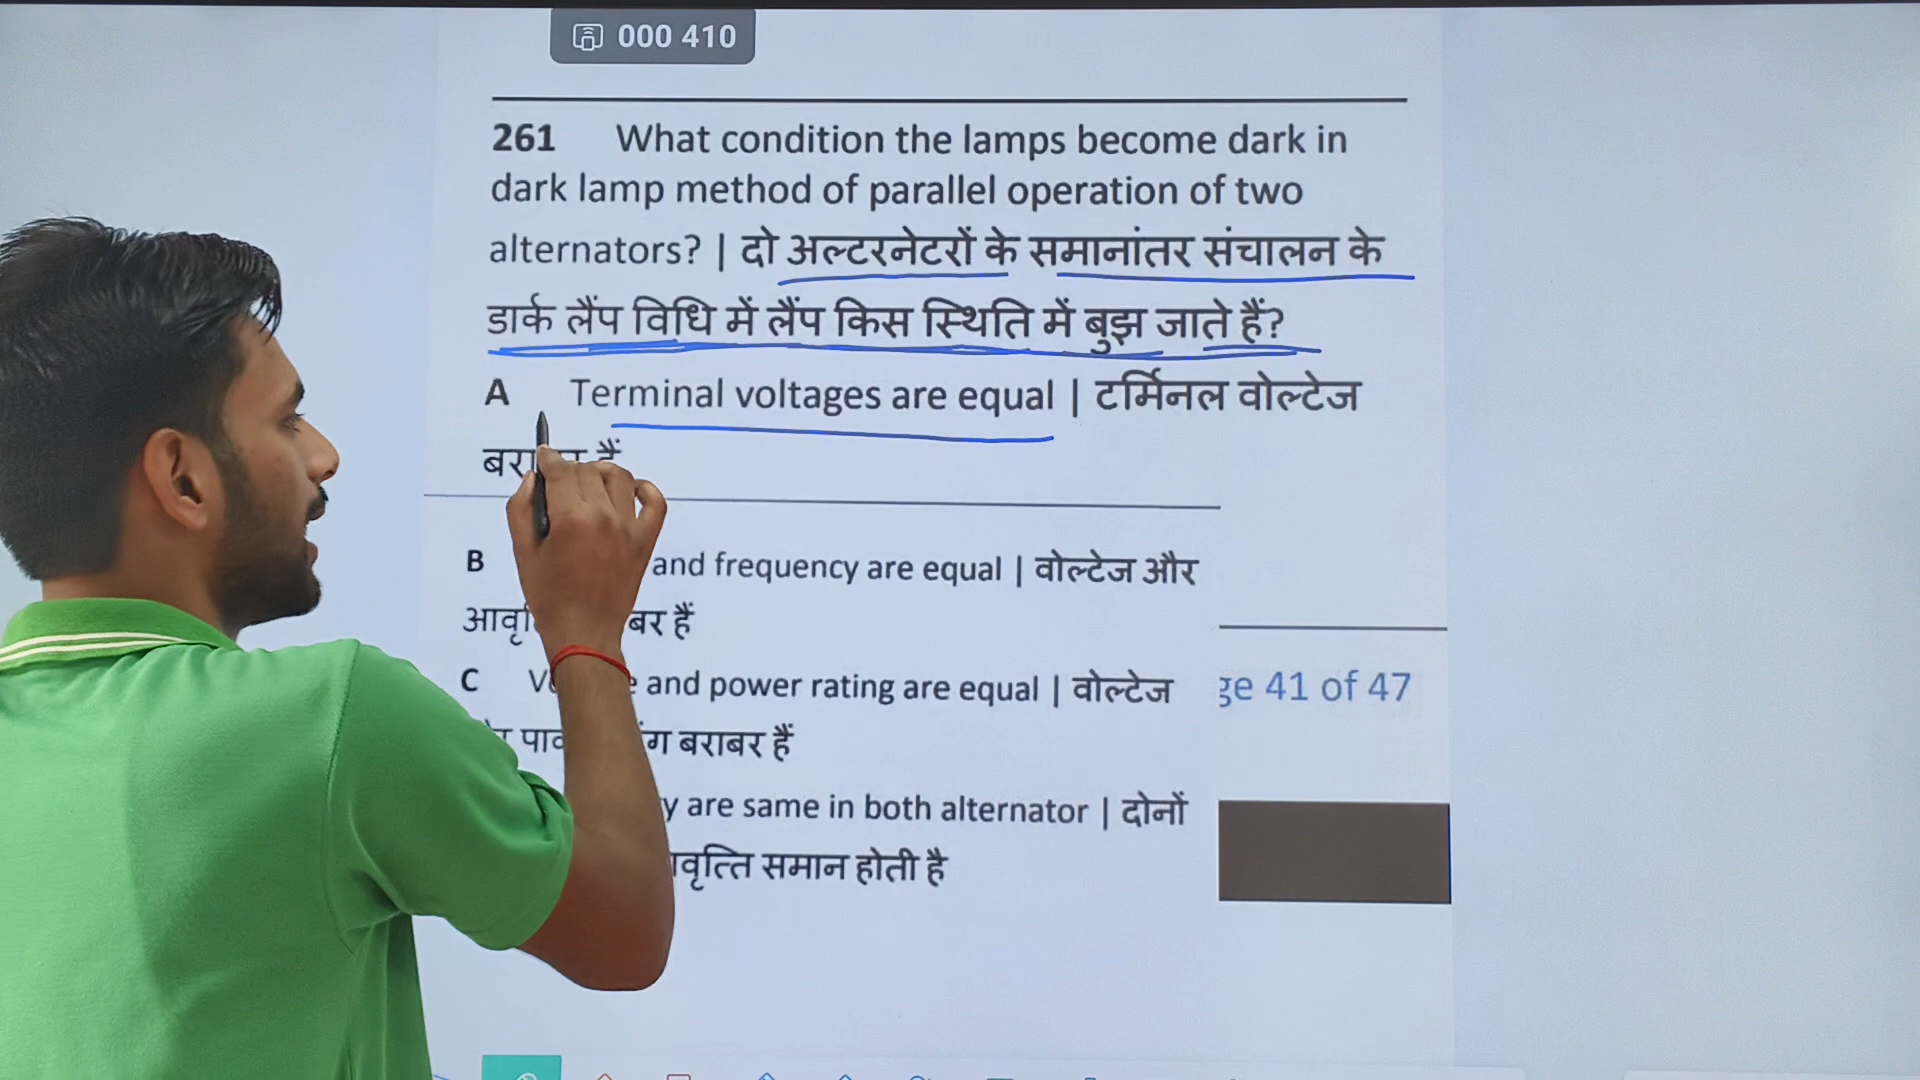 000 410
261 What condition the lamps become dark in
dark lamp method of parallel operation of two
alternators? | दो अल्टरनेटरों के समानांतर संचालन के
डार्क लैंप विधि में लैंप किस स्थिति में बुझ जाते हैं?
A Terminal voltages are equal | टर्मिनल वोल्टेज
हैं
B and frequency are equal | वोल्टेज और
हैं
C and power rating are equal | वोल्टेज
बराबर हैं
are same in both alternator | दोनों
समान होती है
41 of 47